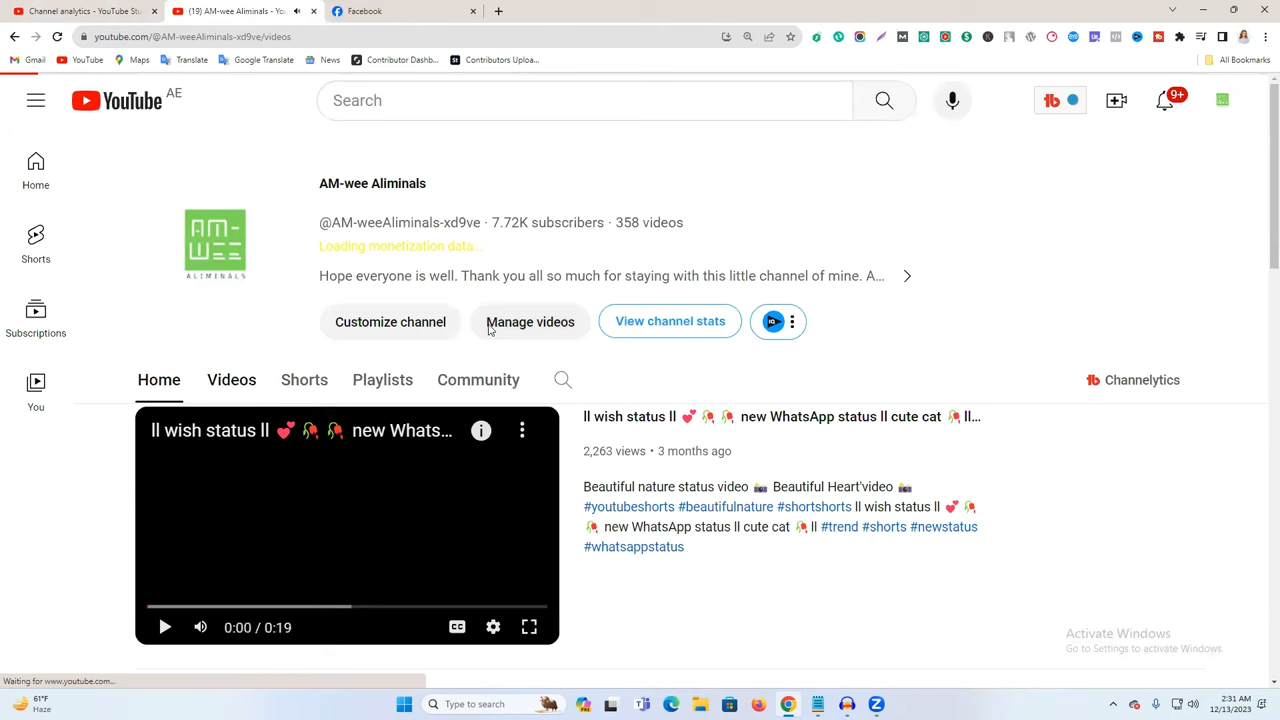 Channel analytics - YouTube Stu
(19) AM-wee Aliminals - You
Facebook
youtube.com/@AM-weeAliminals-xd9ve/videos
Gmail
YouTube
Maps
Translate
Google Translate
News
Contributor Dashb...
Contributors Uploa...
All Bookmarks
YouTube AE
Search
9+
Home
Shorts
Subscriptions
You
AM-WEE
ALIMINALS
AM-wee Aliminals
@AM-weeAliminals-xd9ve · 7.72K subscribers · 358 videos
Loading monetization data...
Hope everyone is well. Thank you all so much for staying with this little channel of mine. A...
Customize channel
Manage videos
View channel stats
IQ
Home
Videos
Shorts
Playlists
Community
Channelytics
ll wish status ll 💕 🥀 🥀 new Whats...
0:00 / 0:19
CC
ll wish status ll 💕 🥀 🥀 new WhatsApp status ll cute cat 🥀 ll...
2,263 views • 3 months ago
Beautiful nature status video 📸 Beautiful Heart'video 📸
#youtubeshorts #beautifulnature #shortshorts ll wish status ll 💕 🥀
🥀 new WhatsApp status ll cute cat 🥀 ll #trend #shorts #newstatus
#whatsappstatus
Activate Windows
Go to Settings to activate Windows.
Waiting for www.youtube.com...
61°F
Haze
Type to search
2:31 AM
12/13/2023